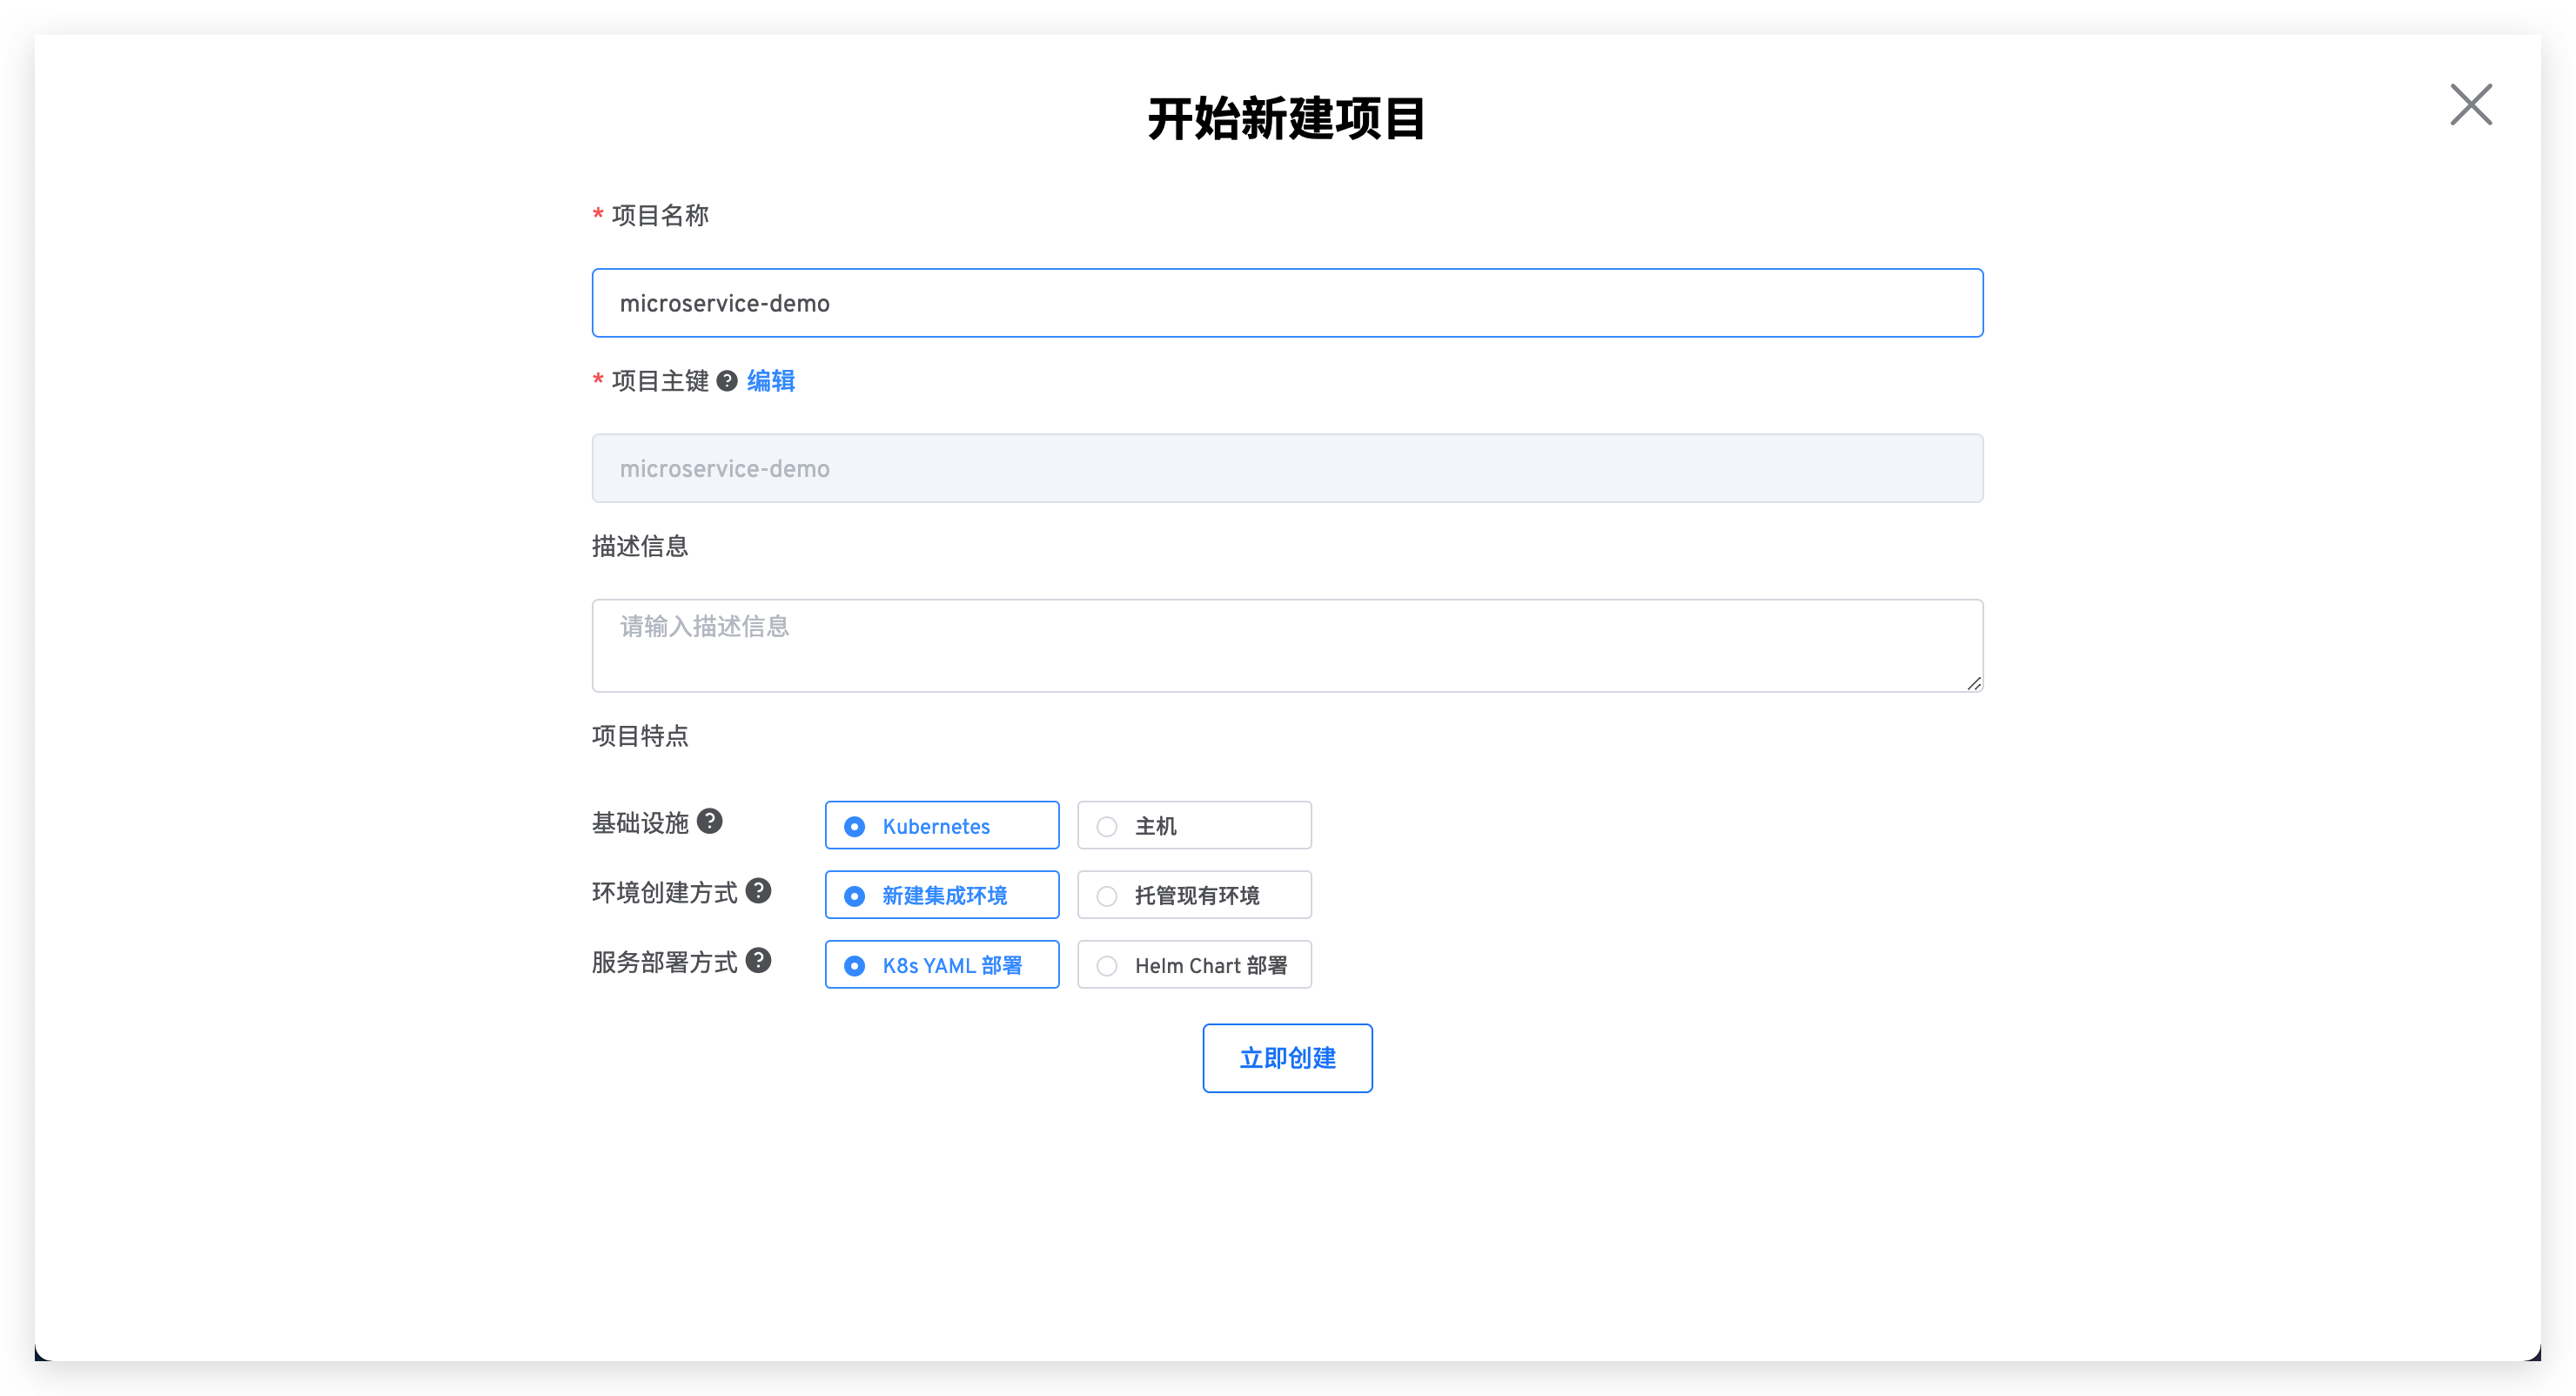 开始新建项目
* 项目名称
microservice-demo
* 项目主键 ? 编辑
microservice-demo
描述信息
请输入描述信息
项目特点
基础设施 ? Kubernetes 主机
环境创建方式 ? 新建集成环境 托管现有环境
服务部署方式 ? K8s YAML 部署 Helm Chart 部署
立即创建